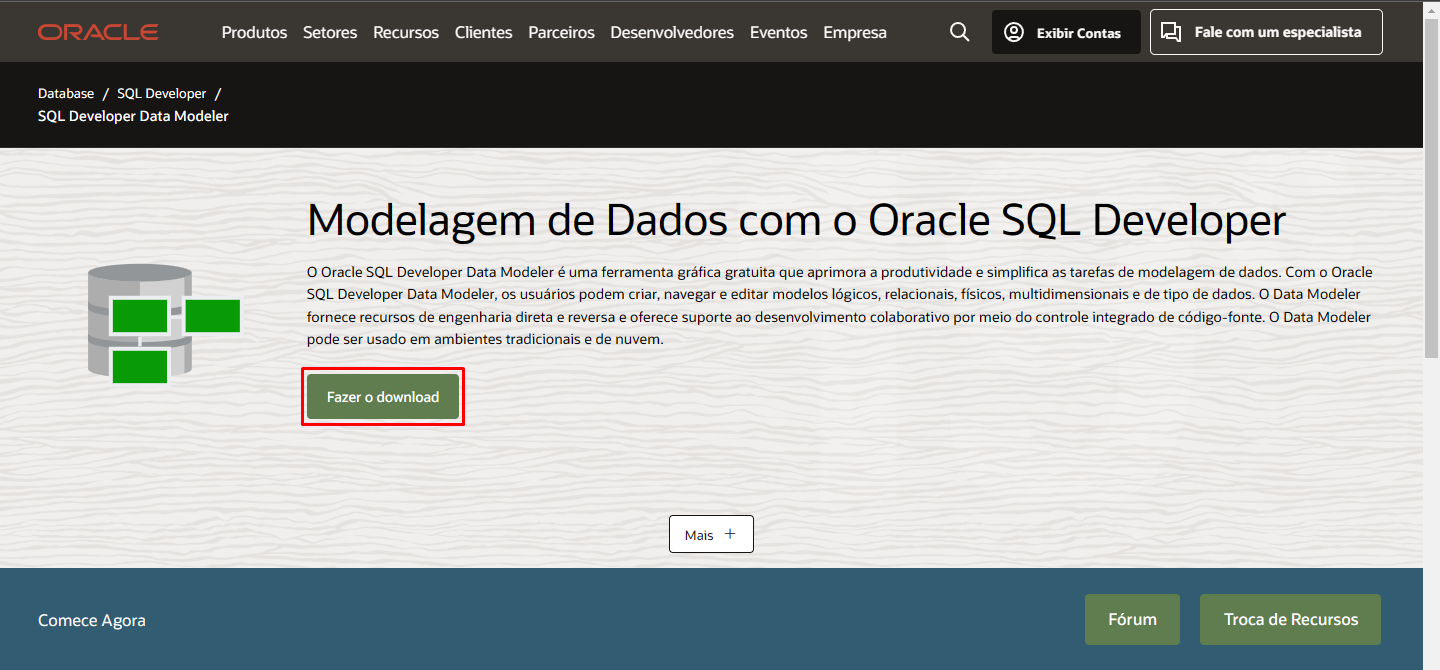 ORACLE
Produtos Setores Recursos Clientes Parceiros Desenvolvedores Eventos Empresa
Exibir Contas
Fale com um especialista
Database / SQL Developer /
SQL Developer Data Modeler
Modelagem de Dados com o Oracle SQL Developer
O Oracle SQL Developer Data Modeler é uma ferramenta gráfica gratuita que aprimora a produtividade e simplifica as tarefas de modelagem de dados. Com o Oracle
SQL Developer Data Modeler, os usuários podem criar, navegar e editar modelos lógicos, relacionais, físicos, multidimensionais e de tipo de dados. O Data Modeler
fornece recursos de engenharia direta e reversa e oferece suporte ao desenvolvimento colaborativo por meio do controle integrado de código-fonte. O Data Modeler
pode ser usado em ambientes tradicionais e de nuvem.
Fazer o download
Mais +
Comece Agora
Fórum
Troca de Recursos